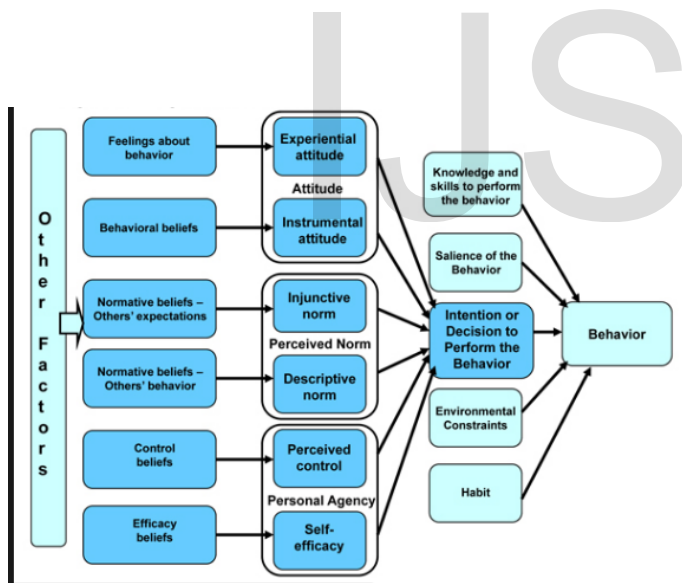 IJS
Other Factors
Feelings about
behavior
Experiential
attitude
Attitude
Behavioral beliefs
Instrumental
attitude
Normative beliefs –
Others' expectations
Injunctive
norm
Perceived Norm
Normative beliefs –
Others' behavior
Descriptive
norm
Control
beliefs
Perceived
control
Personal Agency
Efficacy
beliefs
Self-
efficacy
Knowledge and
skills to perform
the behavior
Salience of the
Behavior
Intention or
Decision to
Perform the
Behavior
Environmental
Constraints
Habit
Behavior